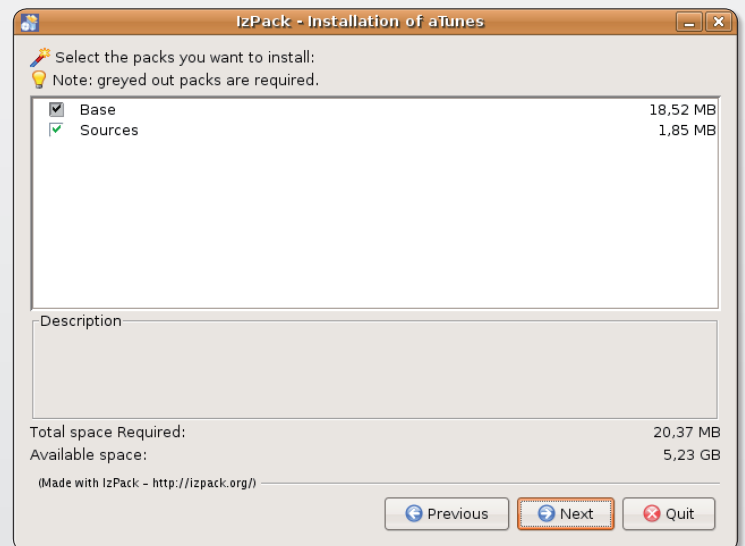 IzPack - Installation of aTunes
Select the packs you want to install:
Note: greyed out packs are required.
Base 18,52 MB
Sources 1,85 MB
Description
Total space Required: 20,37 MB
Available space: 5,23 GB
(Made with IzPack - http://izpack.org/)
Previous Next Quit